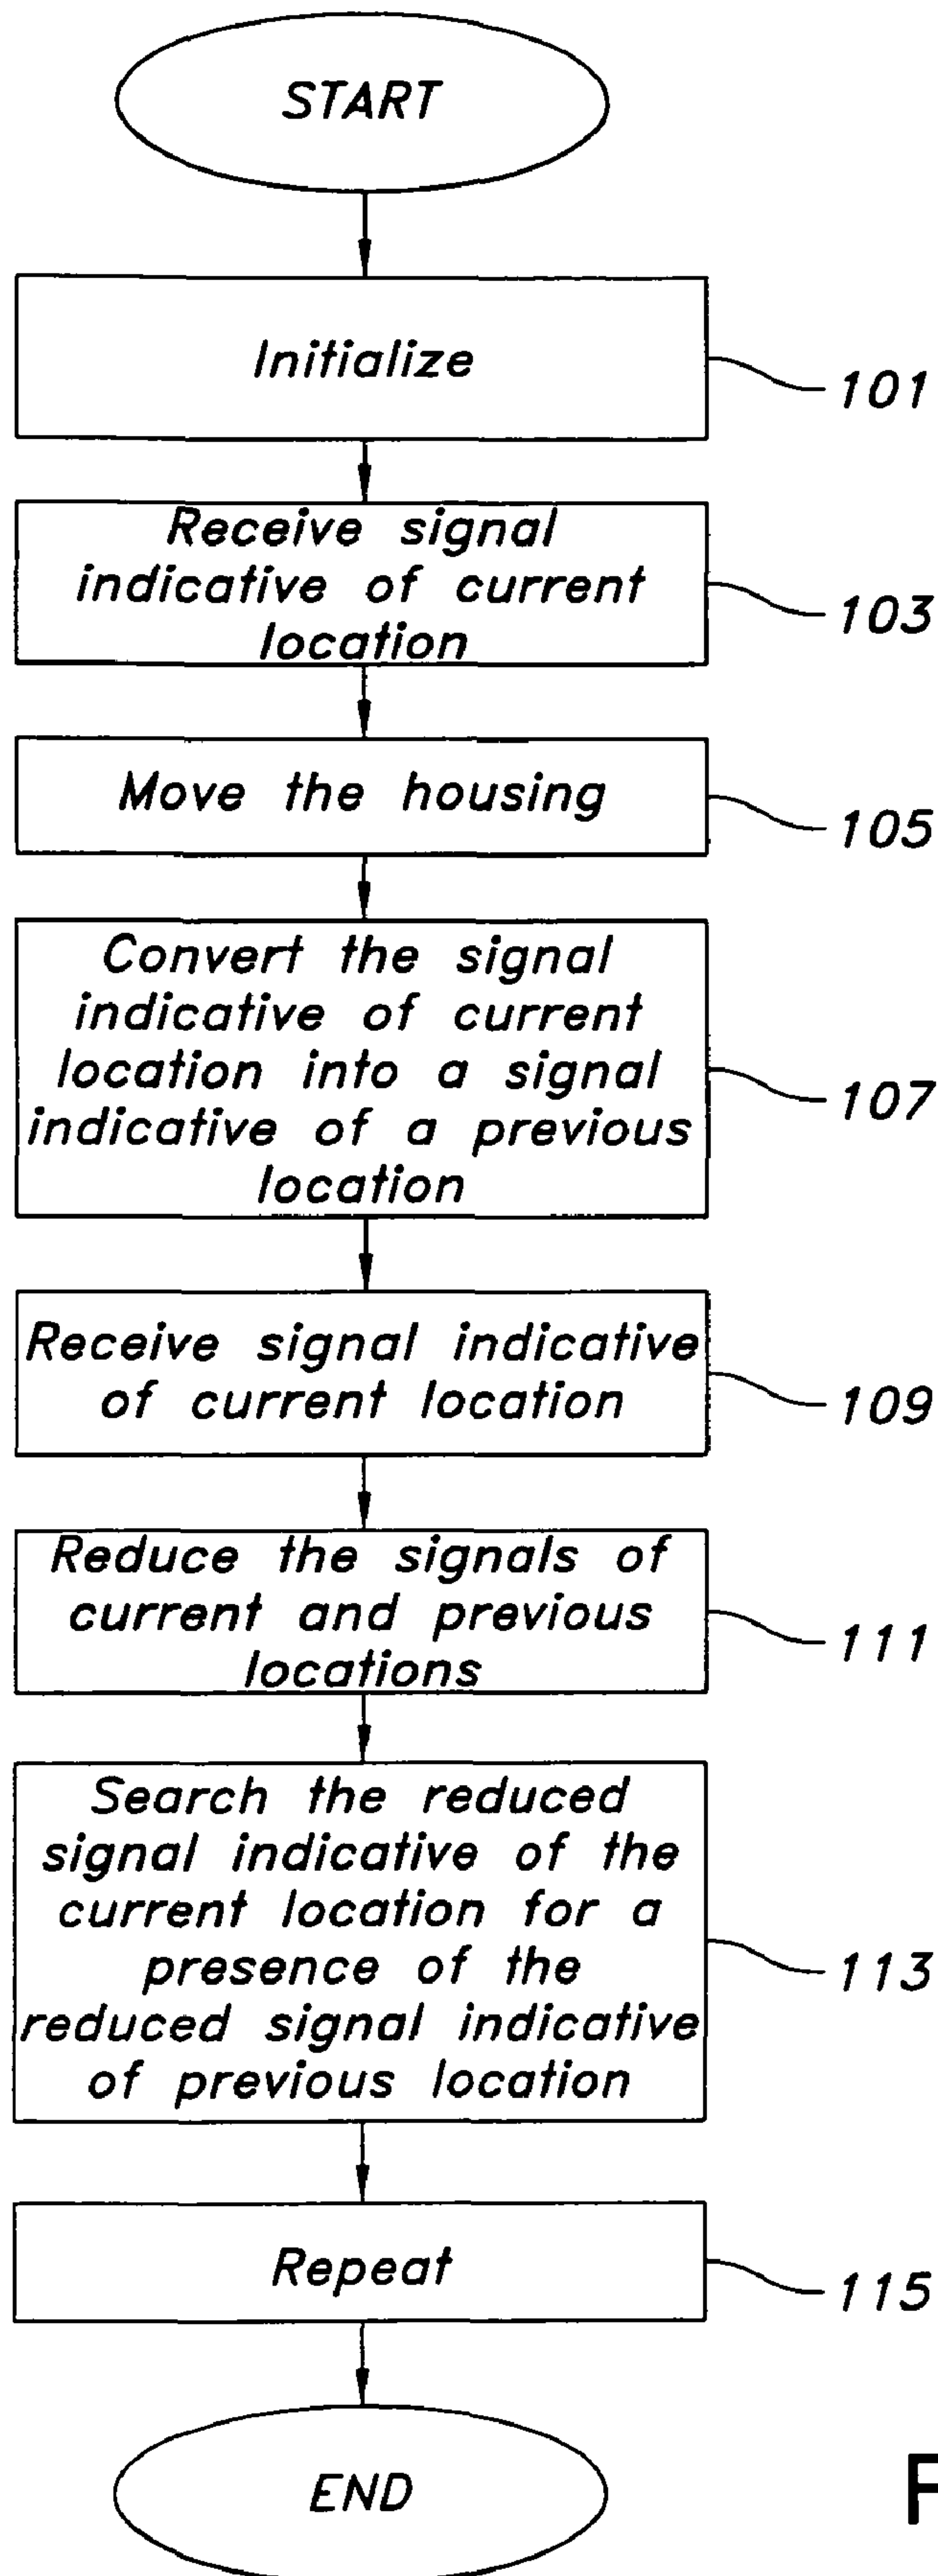 START
Initialize
101
Receive signal
indicative of current
location
103
Move the housing
105
Convert the signal
indicative of current
location into a signal
indicative of a previous
location
107
Receive signal indicative
of current location
109
Reduce the signals of
current and previous
locations
111
Search the reduced
signal indicative of the
current location for a
presence of the
reduced signal indicative
of previous location
113
Repeat
115
END
F